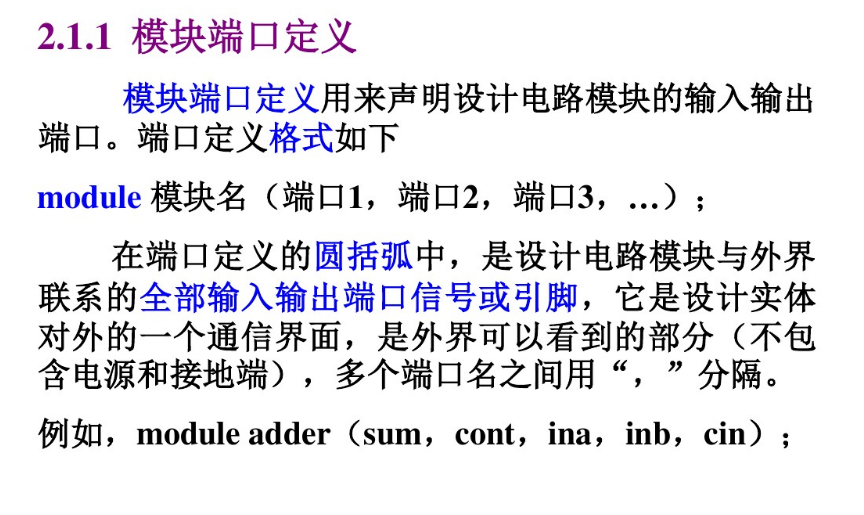 2.1.1 模块端口定义
模块端口定义用来声明设计电路模块的输入输出
端口。端口定义格式如下
module 模块名（端口1，端口2，端口3，…）；
在端口定义的圆括弧中，是设计电路模块与外界
联系的全部输入输出端口信号或引脚，它是设计实体
对外的一个通信界面，是外界可以看到的部分（不包
含电源和接地端），多个端口名之间用“，”分隔。
例如，module adder（sum，cont，ina，inb，cin）；